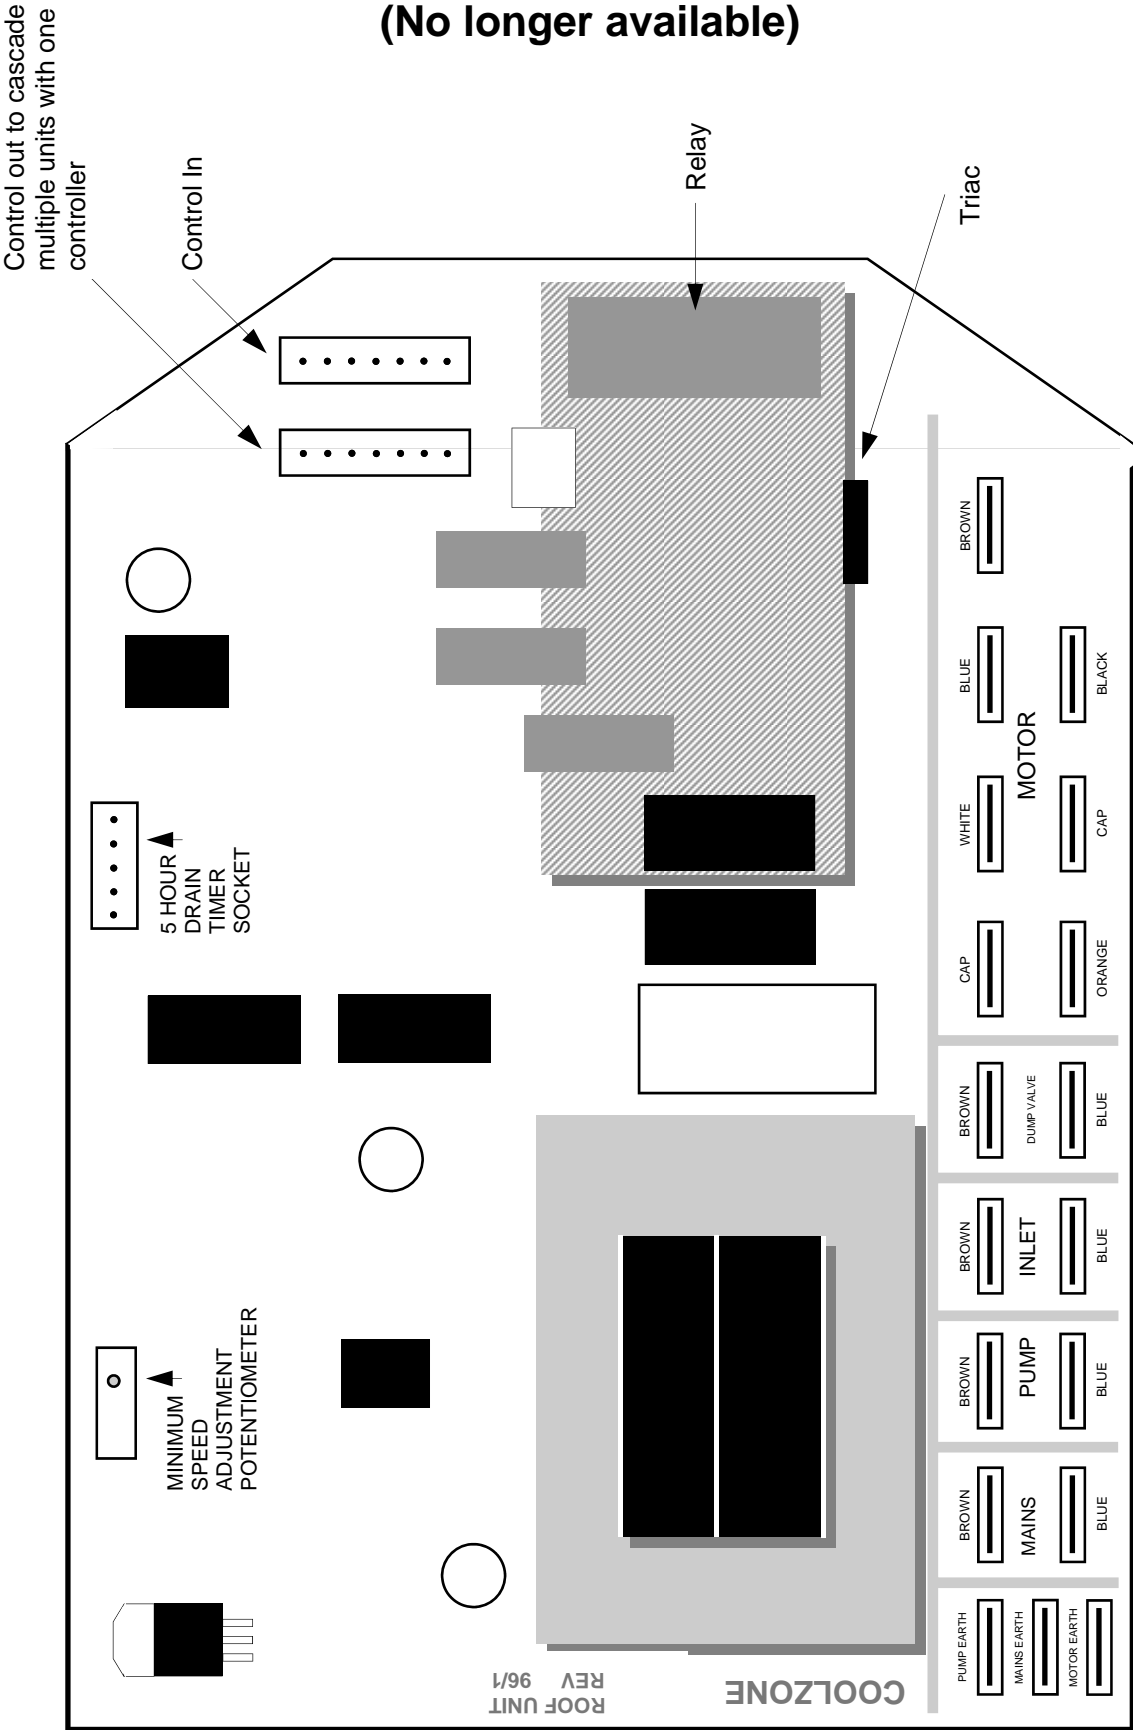 (No longer available)
Control out to cascade
multiple units with one
controller
Control In
Relay
Triac
5 HOUR
DRAIN
TIMER
SOCKET
MINIMUM
SPEED
ADJUSTMENT
POTENTIOMETER
ROOF UNIT
REV 96/1
COOLZONE
BROWN
BLUE
BLACK
MOTOR
WHITE
CAP
CAP
ORANGE
BROWN
DUMP VALVE
BLUE
BROWN
INLET
BLUE
BROWN
PUMP
BLUE
BROWN
MAINS
BLUE
PUMP EARTH
MAINS EARTH
MOTOR EARTH